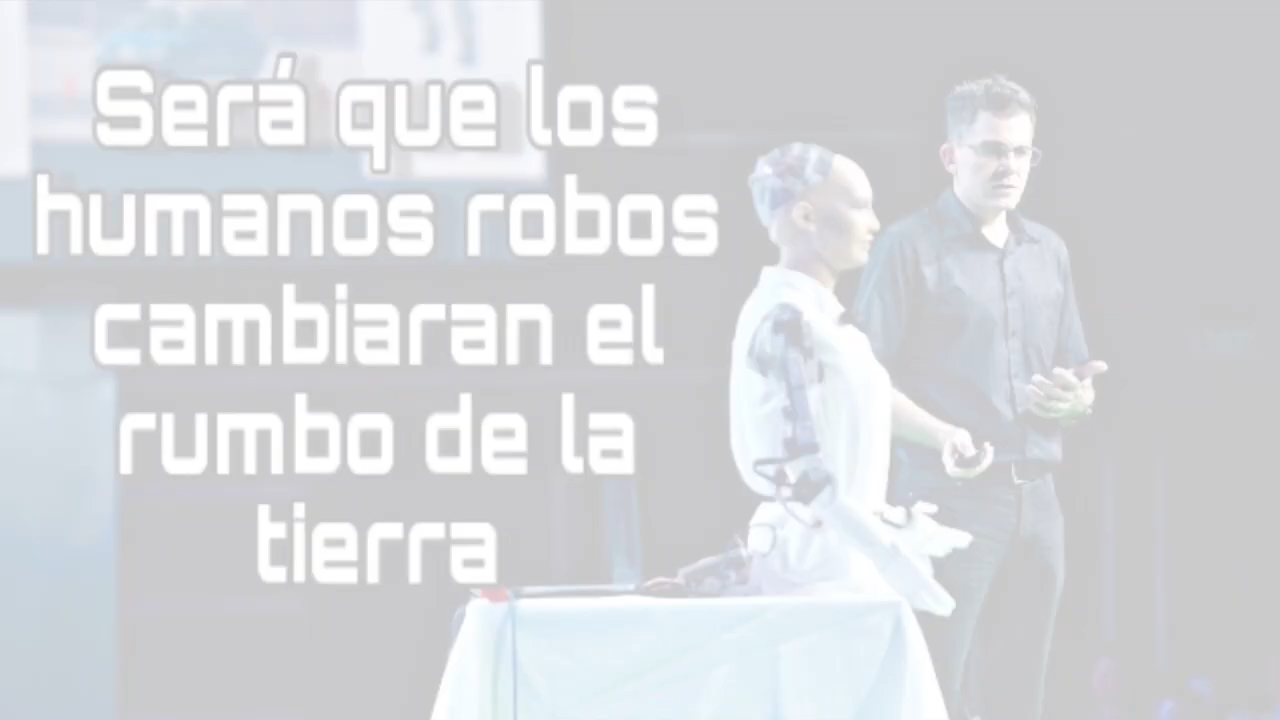 Será que los
humanos robos
cambiaran el
rumbo de la
tierra